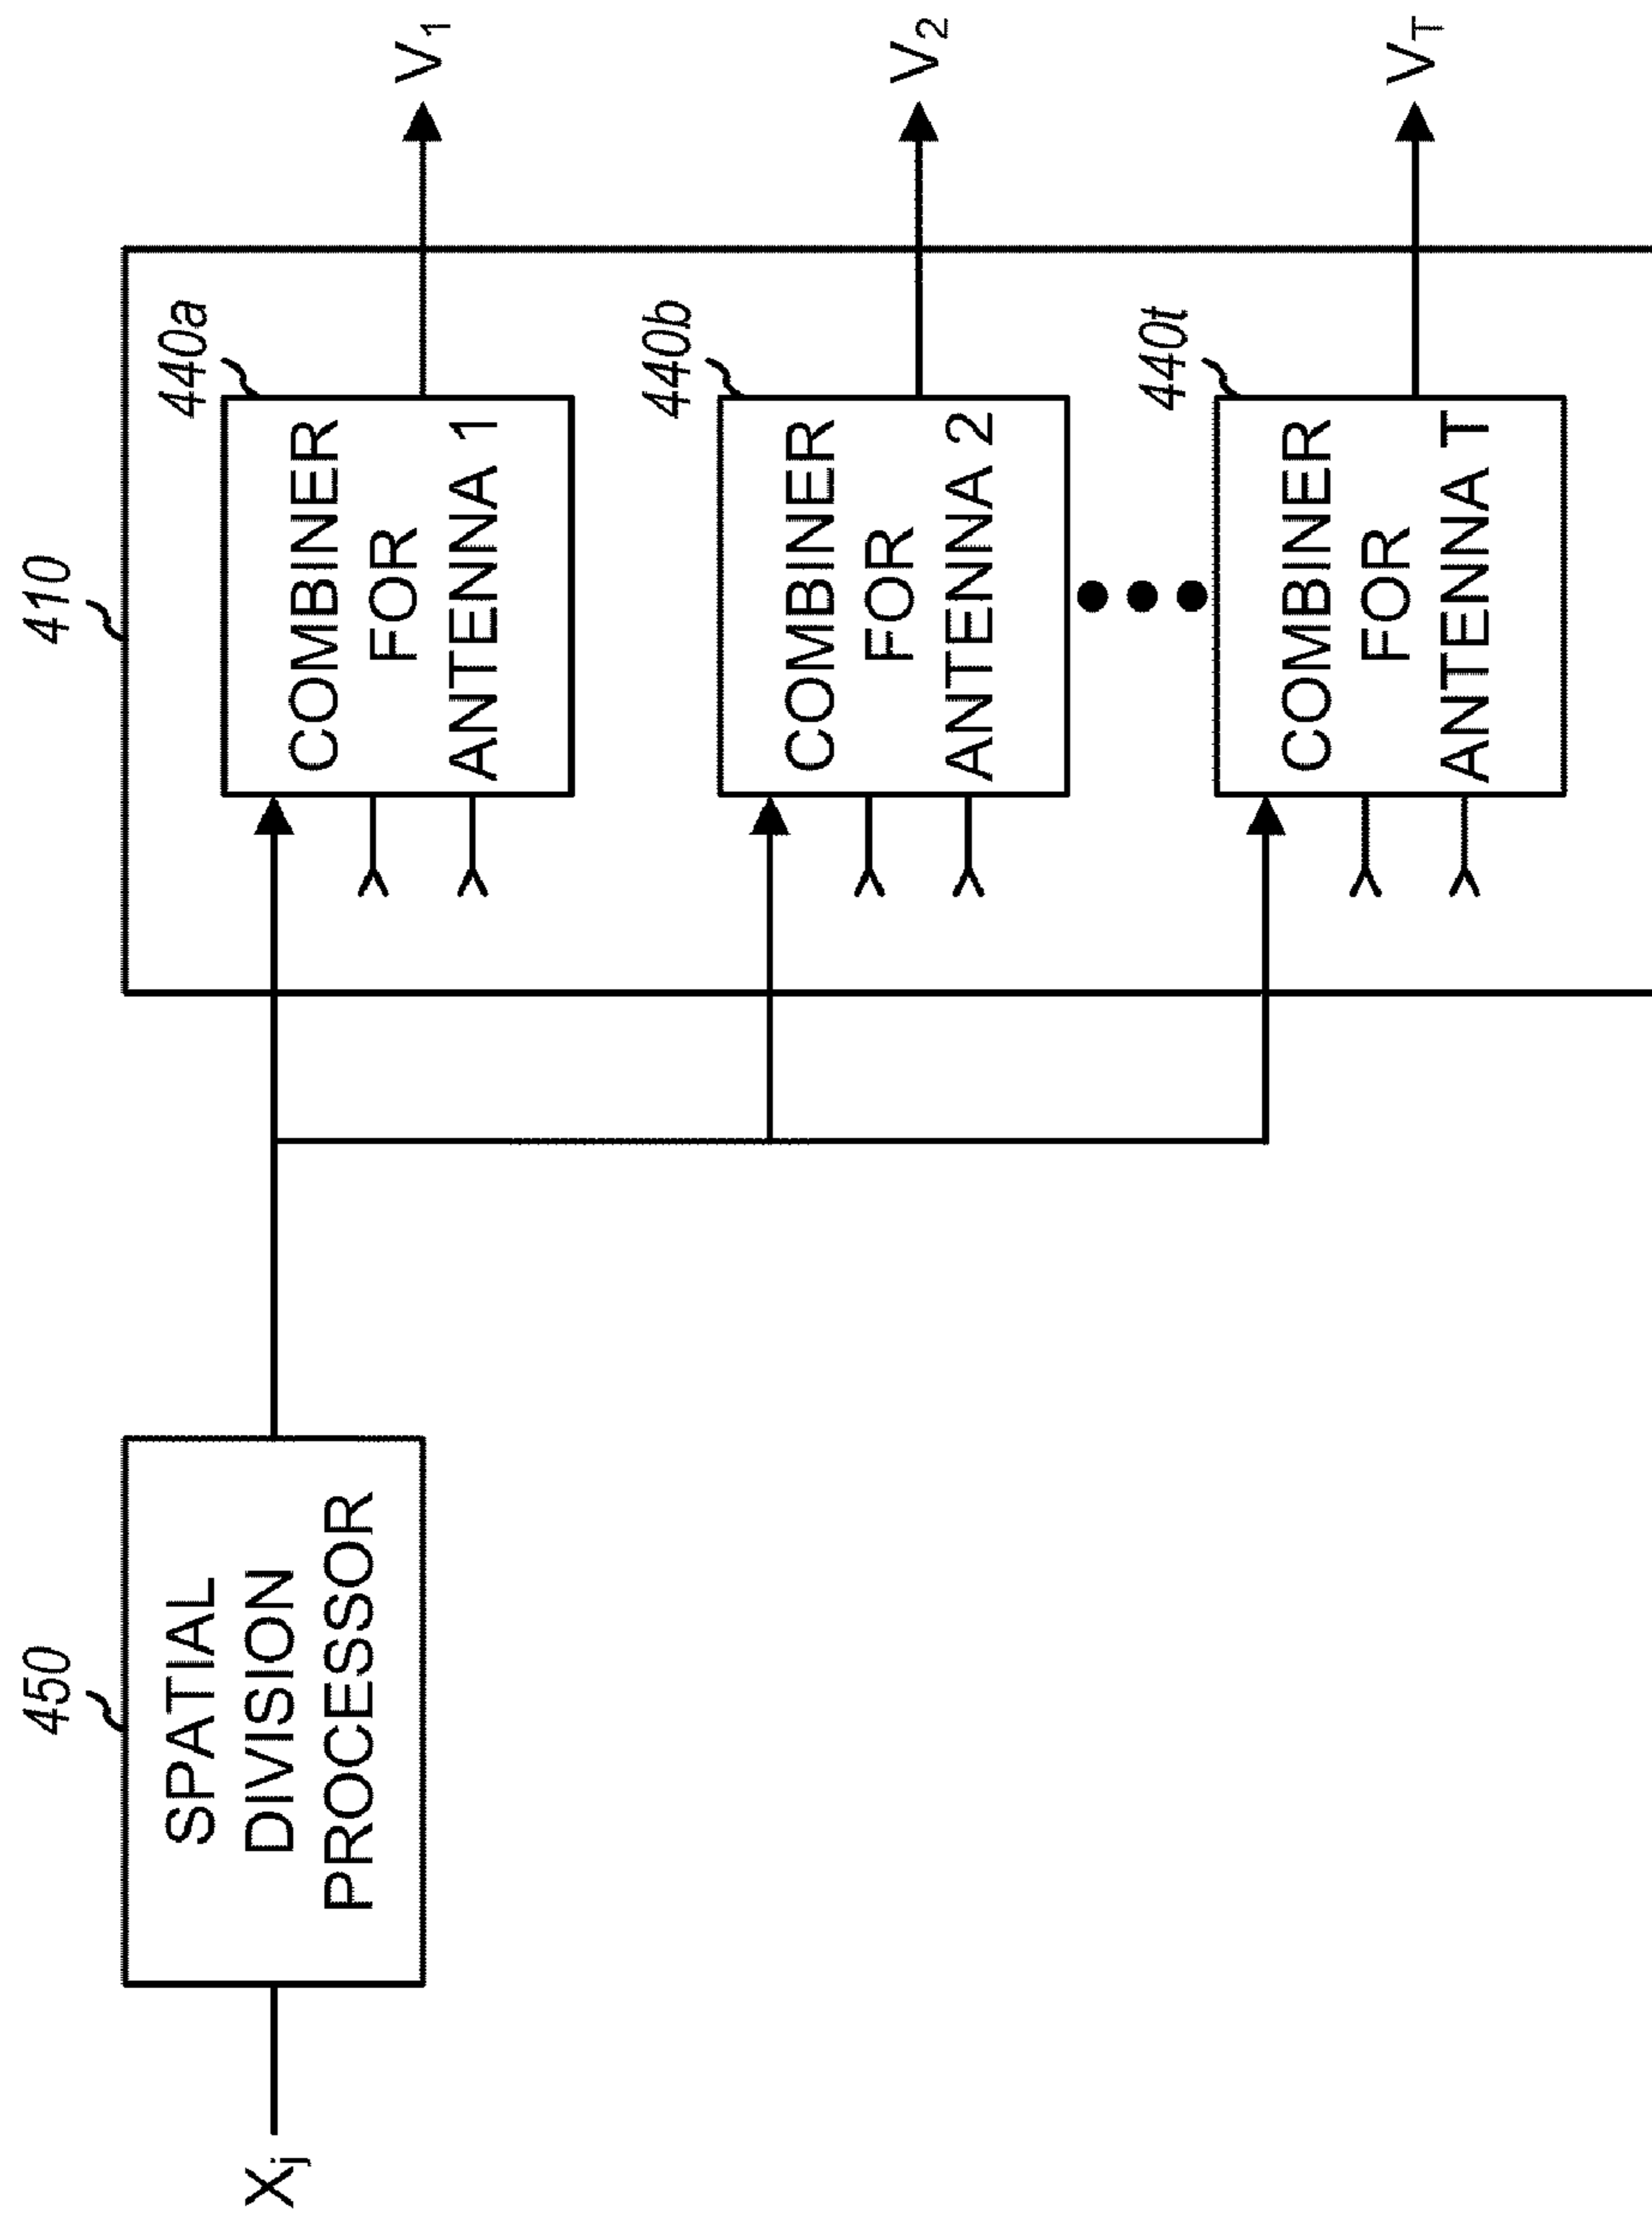 410
440a
COMBINER
FOR
ANTENNA 1
V1
440b
COMBINER
FOR
ANTENNA 2
V2
440t
COMBINER
FOR
ANTENNA T
VT
450
SPATIAL
DIVISION
PROCESSOR
Xj